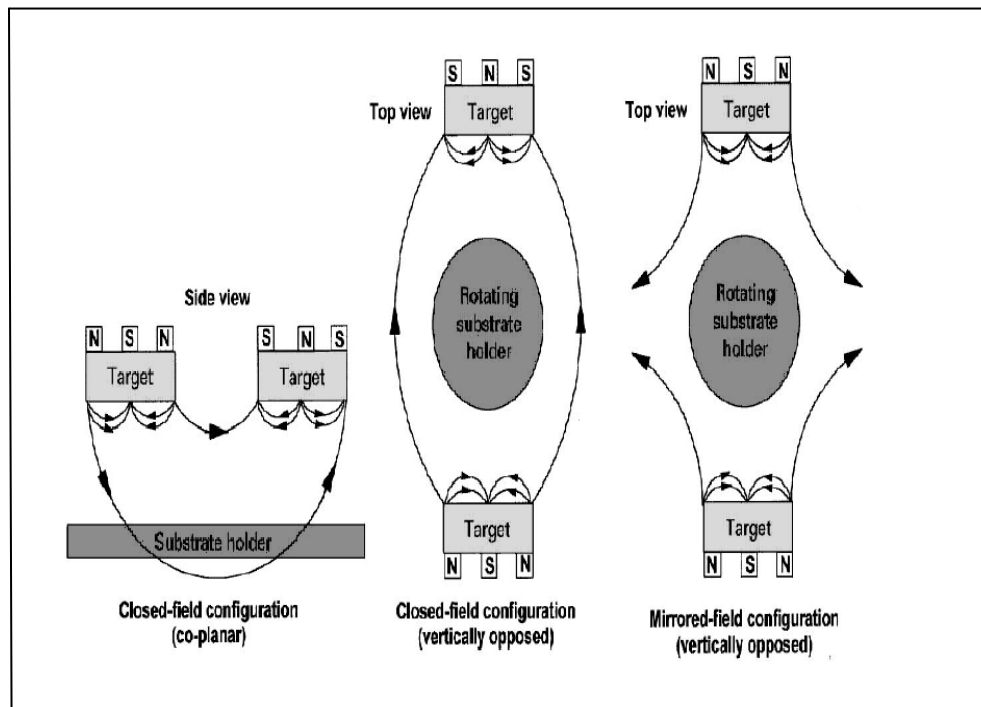 Side view
N S N
S N S
Target
Target
Substrate holder
Closed-field configuration
(co-planar)
S N S
Top view
Target
Rotating
substrate
holder
Target
N S N
Closed-field configuration
(vertically opposed)
N S N
Top view
Target
Rotating
substrate
holder
Target
N S N
Mirrored-field configuration
(vertically opposed)